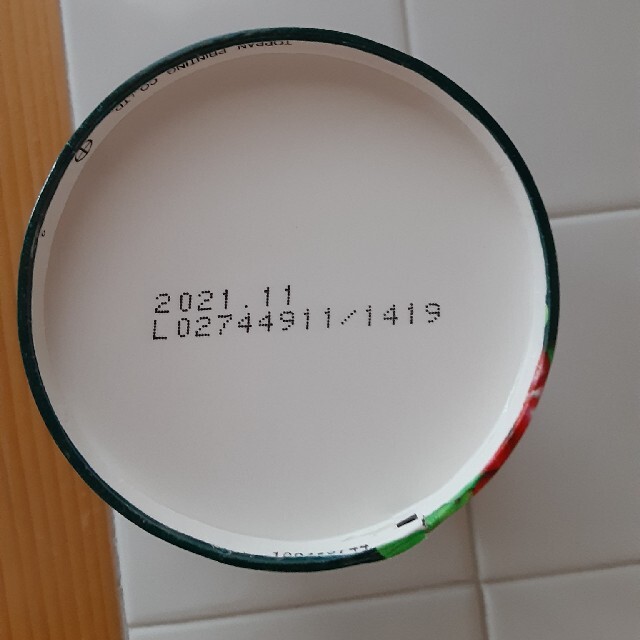 2021.11
L02744911/1419
TOPPAN PRINTING CO.,LTD.